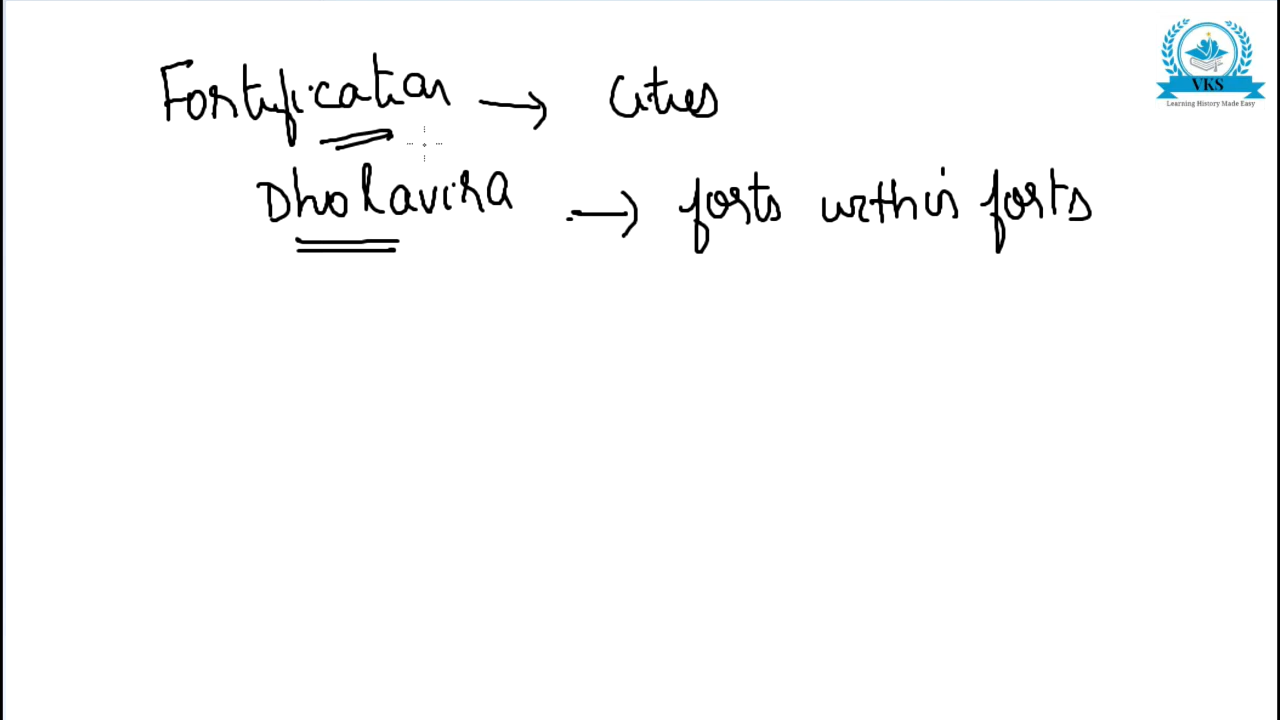 Fortification → cities
Dholavira → forts within forts
VKS
Learning History Made Easy